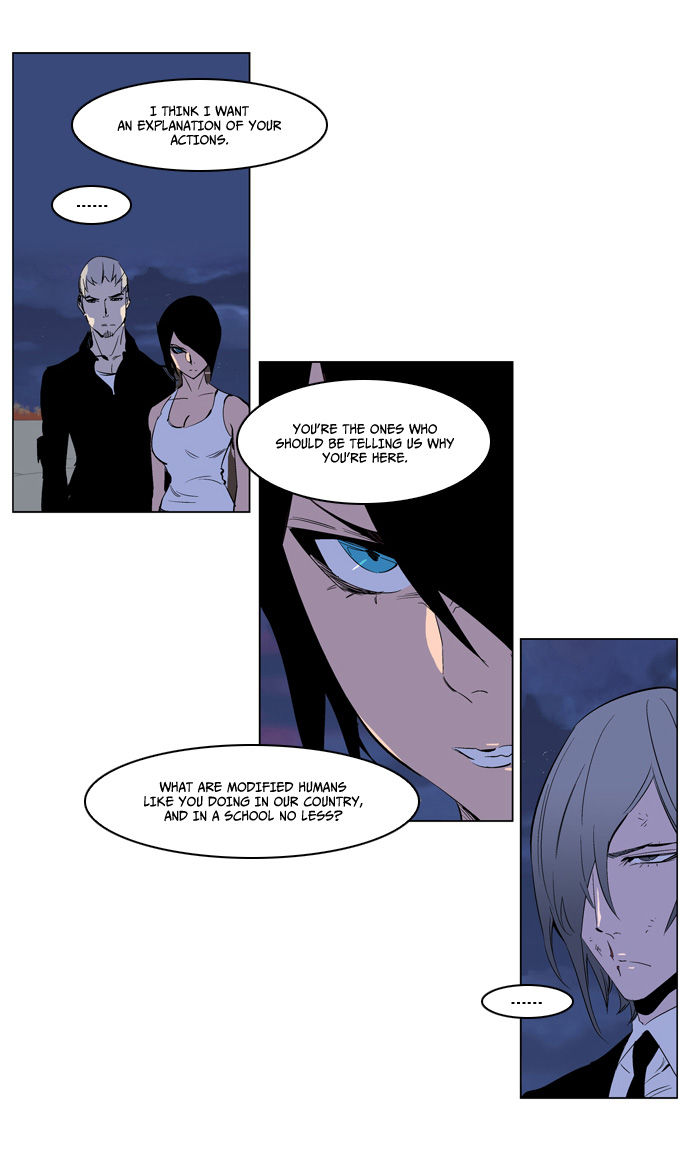 I THINK I WANT
AN EXPLANATION OF YOUR
ACTIONS.
------
YOU'RE THE ONES WHO
SHOULD BE TELLING US WHY
YOU'RE HERE.
WHAT ARE MODIFIED HUMANS
LIKE YOU DOING IN OUR COUNTRY,
AND IN A SCHOOL NO LESS?
------